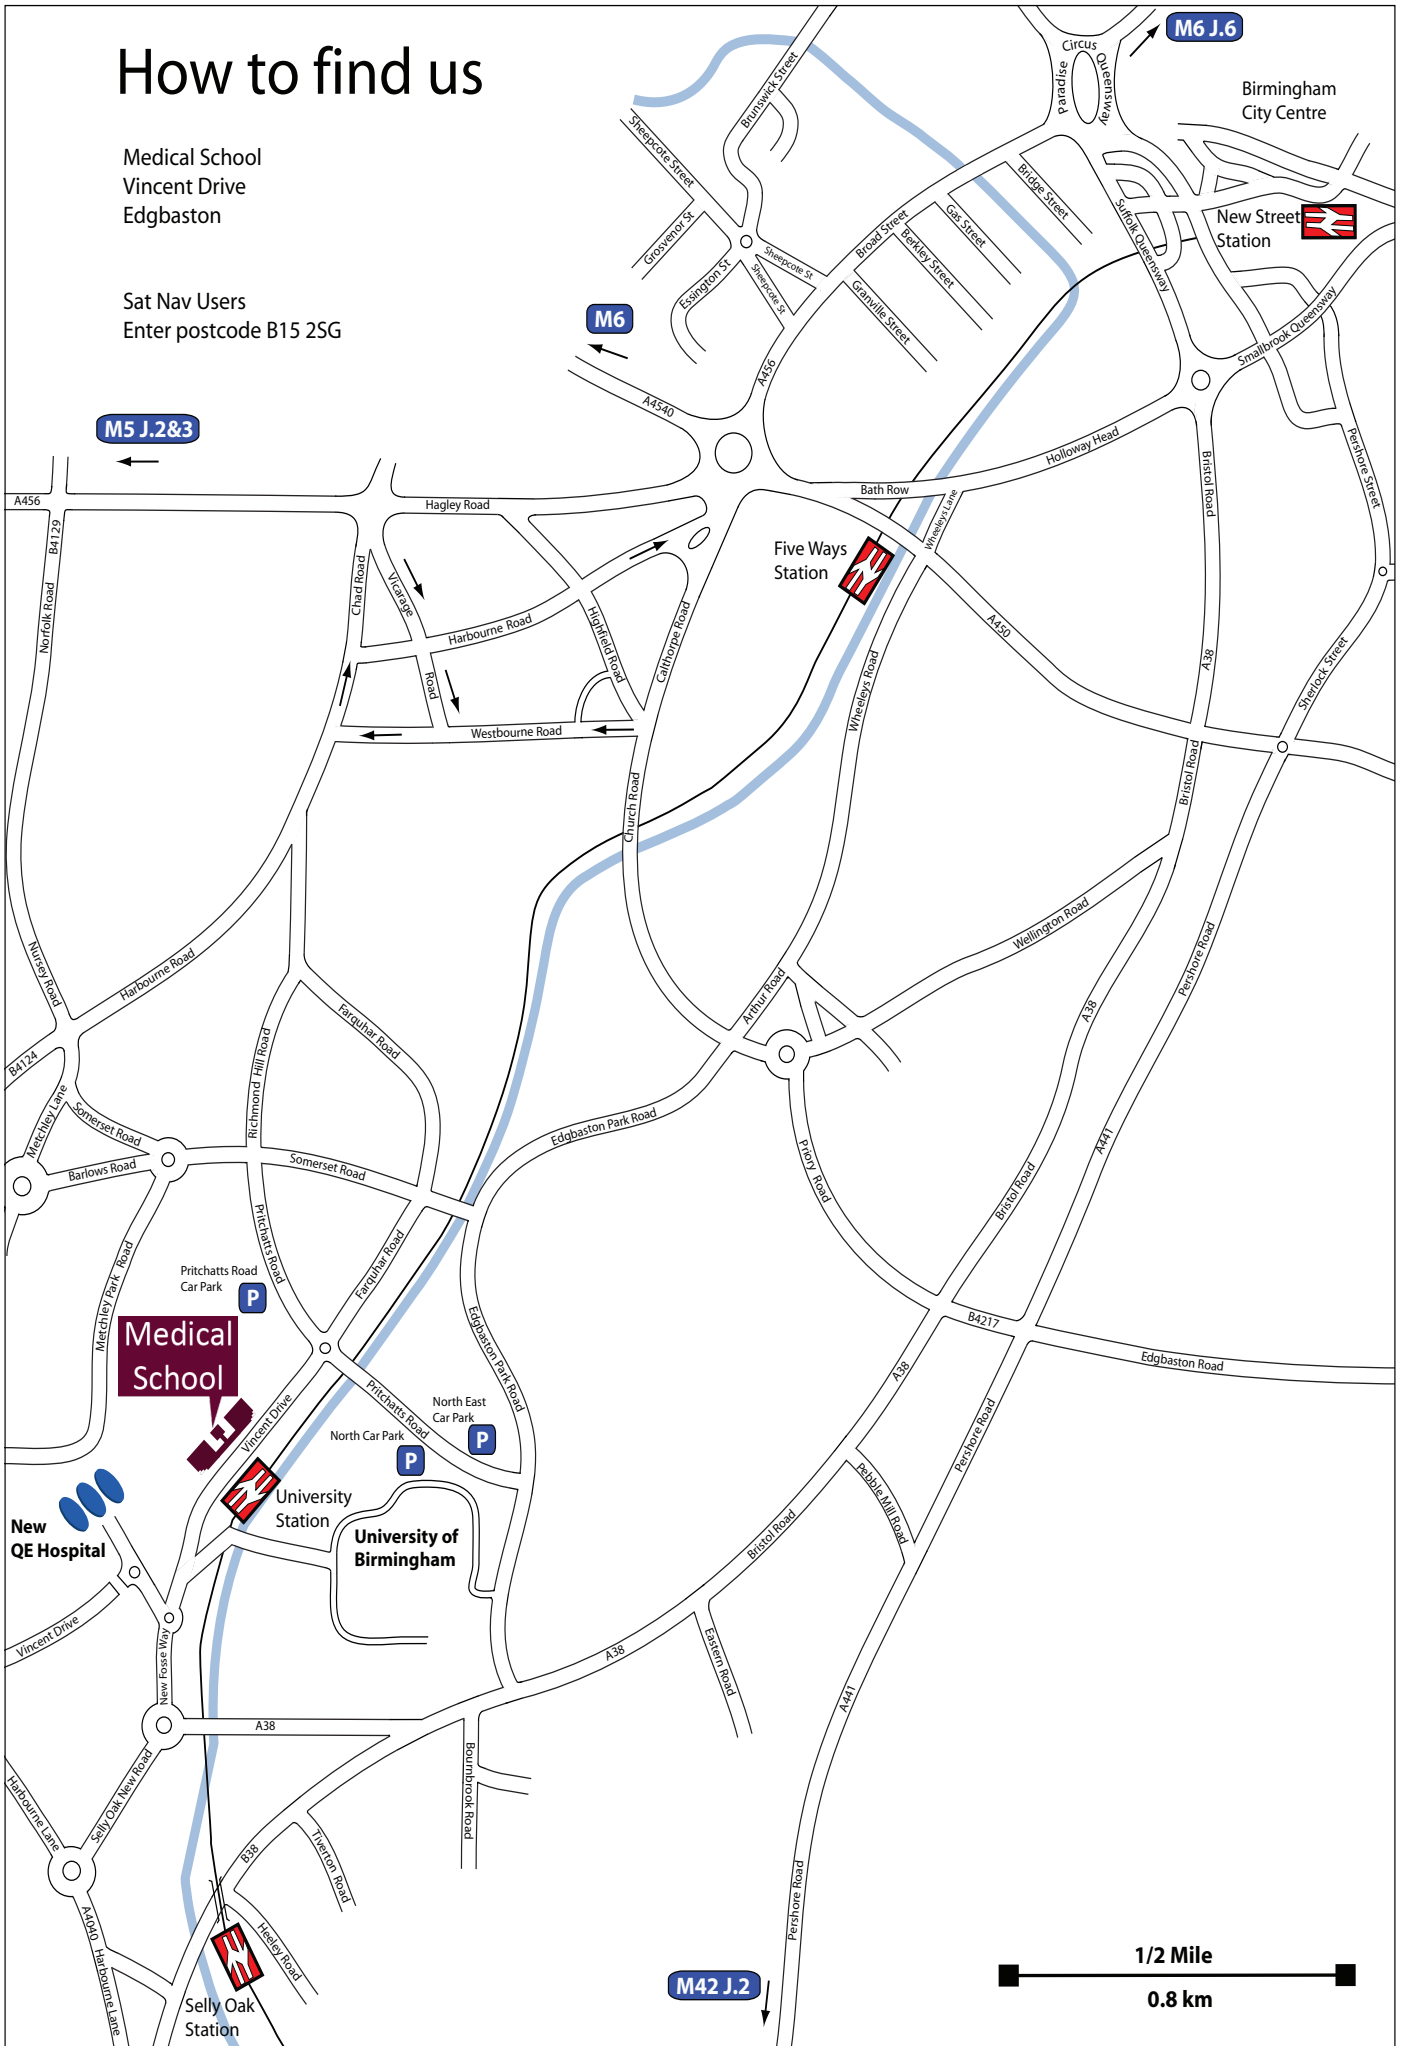 How to find us
Medical School
Vincent Drive
Edgbaston
Sat Nav Users
Enter postcode B15 2SG
M6 J.6
Birmingham
City Centre
Paradise
Circus
Queensway
Brunswick Street
Sheepcote Street
Grosvenor St
Essington St
Sheepcote St
Sheepcote St
Broad Street
Bridge Street
Gas Street
Berkley Street
Granville Street
Suffolk Queensway
New Street
Station
Smallbrook Queensway
M6
A4540
A456
M5 J.2&3
A456
Hagley Road
Bath Row
Holloway Head
Bristol Road
Pershore Street
B4129
Norfolk Road
Chad Road
Vicarage
Road
Harbourne Road
Highfield Road
Calthorpe Road
Five Ways
Station
Wheeleys Lane
Wheeleys Road
A450
A38
Sherlock Street
Westbourne Road
Church Road
Bristol Road
Wellington Road
Pershore Road
A38
Nursey Road
Harbourne Road
B4124
Arthur Road
Richmond Hill Road
Farquhar Road
Metchley Lane
Somerset Road
Barlows Road
Somerset Road
Edgbaston Park Road
Priory Road
Bristol Road
A441
Pritchatts Road
Farquhar Road
Metchley Park Road
Pritchatts Road
Car Park
P
Medical
School
Vincent Drive
Pritchatts Road
Edgbaston Park Road
North East
Car Park
P
North Car Park
P
B4217
Edgbaston Road
A38
Pershore Road
Pebble Mill Road
Bristol Road
University
Station
University of
Birmingham
New
QE Hospital
Vincent Drive
New Fosse Way
A38
Eastern Road
A441
A38
Bournbrook Road
Harbourne Lane
Selly Oak New Road
B38
Tiverton Road
Heeley Road
A4040
Harbourne Lane
Selly Oak
Station
Pershore Road
M42 J.2
1/2 Mile
0.8 km